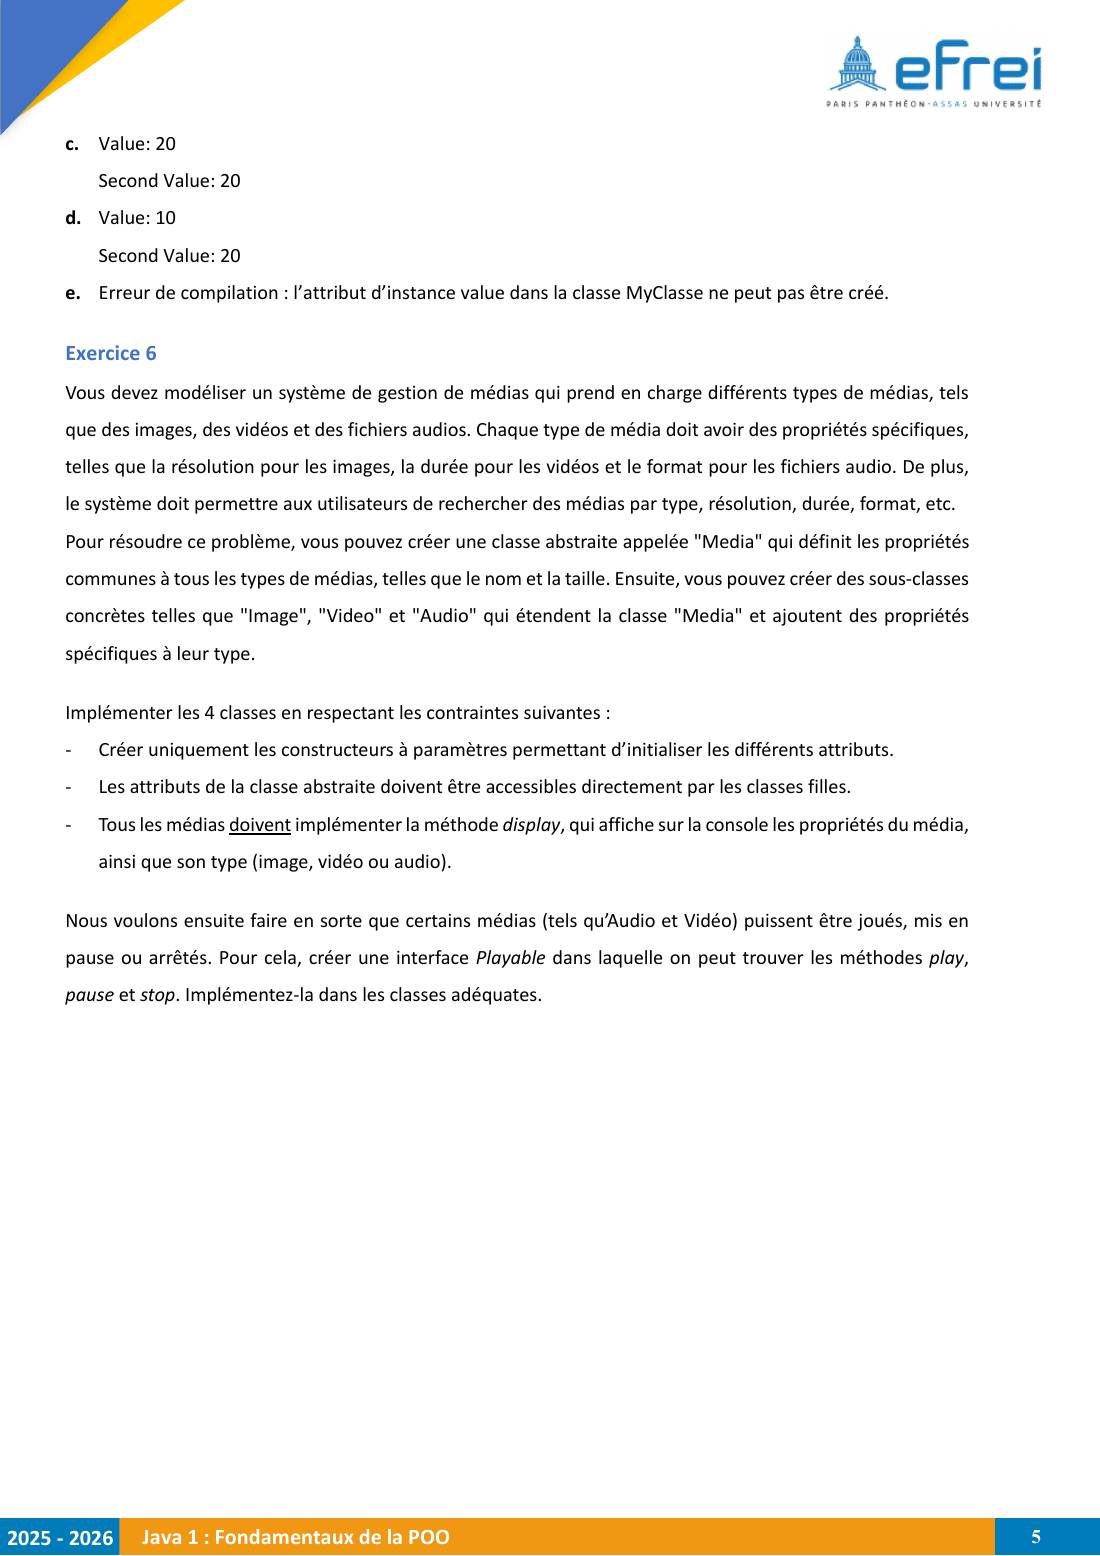 efrei
PARIS PANTHÉON-ASSAS UNIVERSITÉ
c. Value: 20
Second Value: 20
d. Value: 10
Second Value: 20
e. Erreur de compilation : l’attribut d’instance value dans la classe MyClasse ne peut pas être créé.
Exercice 6
Vous devez modéliser un système de gestion de médias qui prend en charge différents types de médias, tels
que des images, des vidéos et des fichiers audios. Chaque type de média doit avoir des propriétés spécifiques,
telles que la résolution pour les images, la durée pour les vidéos et le format pour les fichiers audio. De plus,
le système doit permettre aux utilisateurs de rechercher des médias par type, résolution, durée, format, etc.
Pour résoudre ce problème, vous pouvez créer une classe abstraite appelée "Media" qui définit les propriétés
communes à tous les types de médias, telles que le nom et la taille. Ensuite, vous pouvez créer des sous-classes
concrètes telles que "Image", "Video" et "Audio" qui étendent la classe "Media" et ajoutent des propriétés
spécifiques à leur type.
Implémenter les 4 classes en respectant les contraintes suivantes :
- Créer uniquement les constructeurs à paramètres permettant d’initialiser les différents attributs.
- Les attributs de la classe abstraite doivent être accessibles directement par les classes filles.
- Tous les médias doivent implémenter la méthode display, qui affiche sur la console les propriétés du média,
ainsi que son type (image, vidéo ou audio).
Nous voulons ensuite faire en sorte que certains médias (tels qu’Audio et Vidéo) puissent être joués, mis en
pause ou arrêtés. Pour cela, créer une interface Playable dans laquelle on peut trouver les méthodes play,
pause et stop. Implémentez-la dans les classes adéquates.
2025 - 2026 Java 1 : Fondamentaux de la POO 5